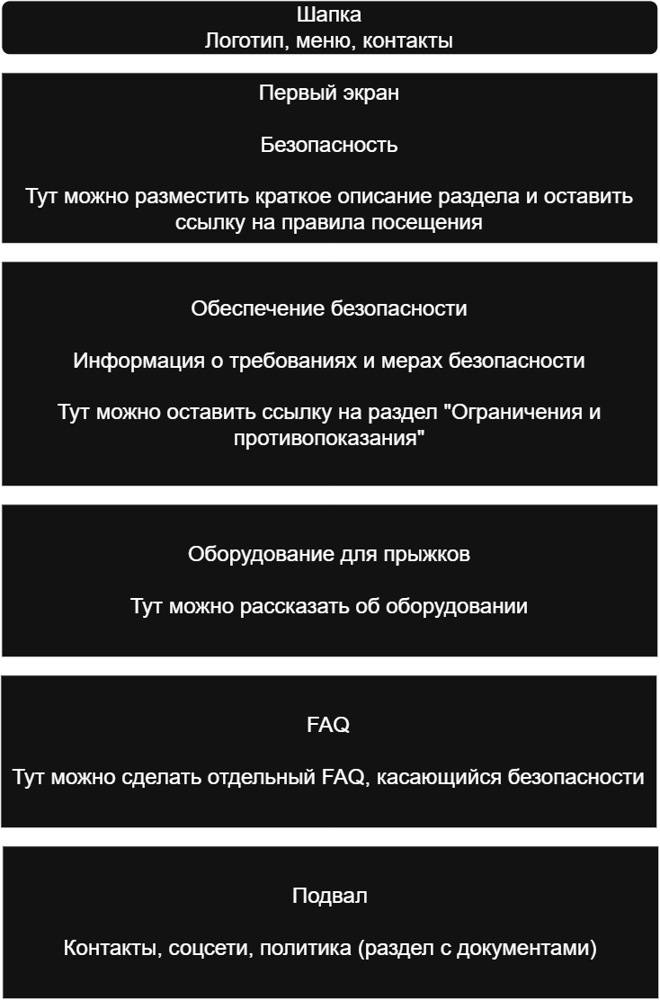 Шапка
Логотип, меню, контакты
Первый экран
Безопасность
Тут можно разместить краткое описание раздела и оставить
ссылку на правила посещения
Обеспечение безопасности
Информация о требованиях и мерах безопасности
Тут можно оставить ссылку на раздел "Ограничения и
противопоказания"
Оборудование для прыжков
Тут можно рассказать об оборудовании
FAQ
Тут можно сделать отдельный FAQ, касающийся безопасности
Подвал
Контакты, соцсети, политика (раздел с документами)